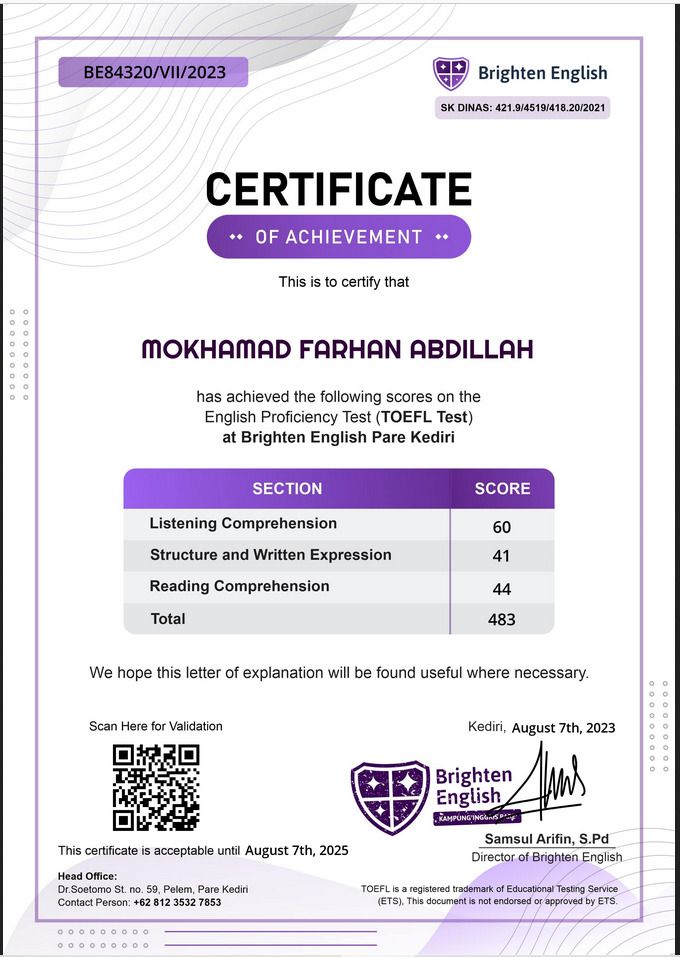 BE84320/VII/2023
Brighten English
SK DINAS: 421.9/4519/418.20/2021
CERTIFICATE
OF ACHIEVEMENT
This is to certify that
MOKHAMAD FARHAN ABDILLAH
has achieved the following scores on the
English Proficiency Test (TOEFL Test)
at Brighten English Pare Kediri
SECTION SCORE
Listening Comprehension 60
Structure and Written Expression 41
Reading Comprehension 44
Total 483
We hope this letter of explanation will be found useful where necessary.
Scan Here for Validation
Kediri, August 7th, 2023
Brighten
English
KAMPUNG INGGRIS PARE
Samsul Arifin, S.Pd
Director of Brighten English
This certificate is acceptable until August 7th, 2025
Head Office:
Dr.Soetomo St. no. 59, Pelem, Pare Kediri
Contact Person: +62 812 3532 7853
TOEFL is a registered trademark of Educational Testing Service
(ETS), This document is not endorsed or approved by ETS.